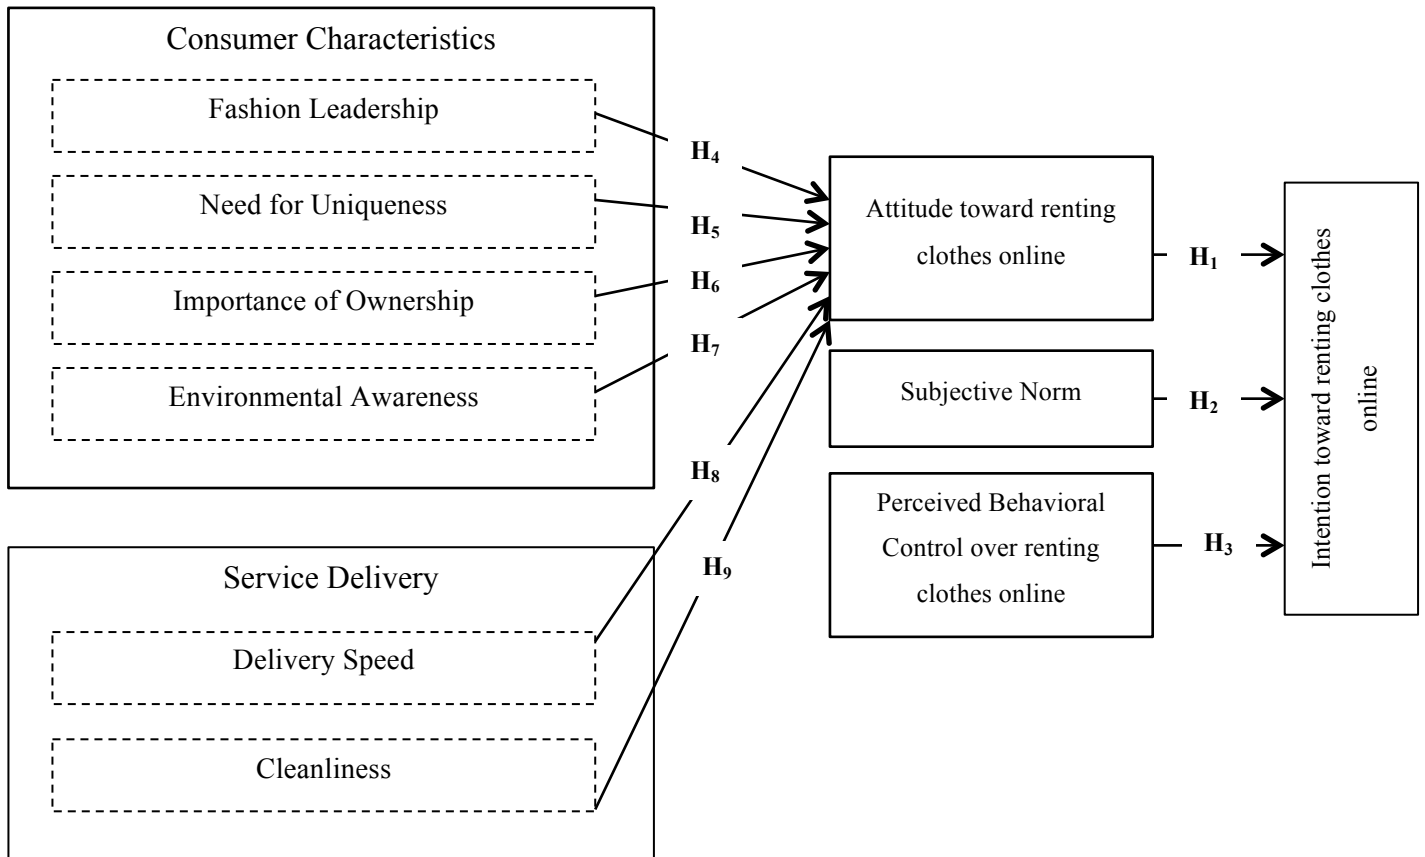 Consumer Characteristics
Fashion Leadership
Need for Uniqueness
Importance of Ownership
Environmental Awareness
Service Delivery
Delivery Speed
Cleanliness
H4
H5
H6
H7
H8
H9
Attitude toward renting
clothes online
Subjective Norm
Perceived Behavioral
Control over renting
clothes online
H1
H2
H3
Intention toward renting clothes
online